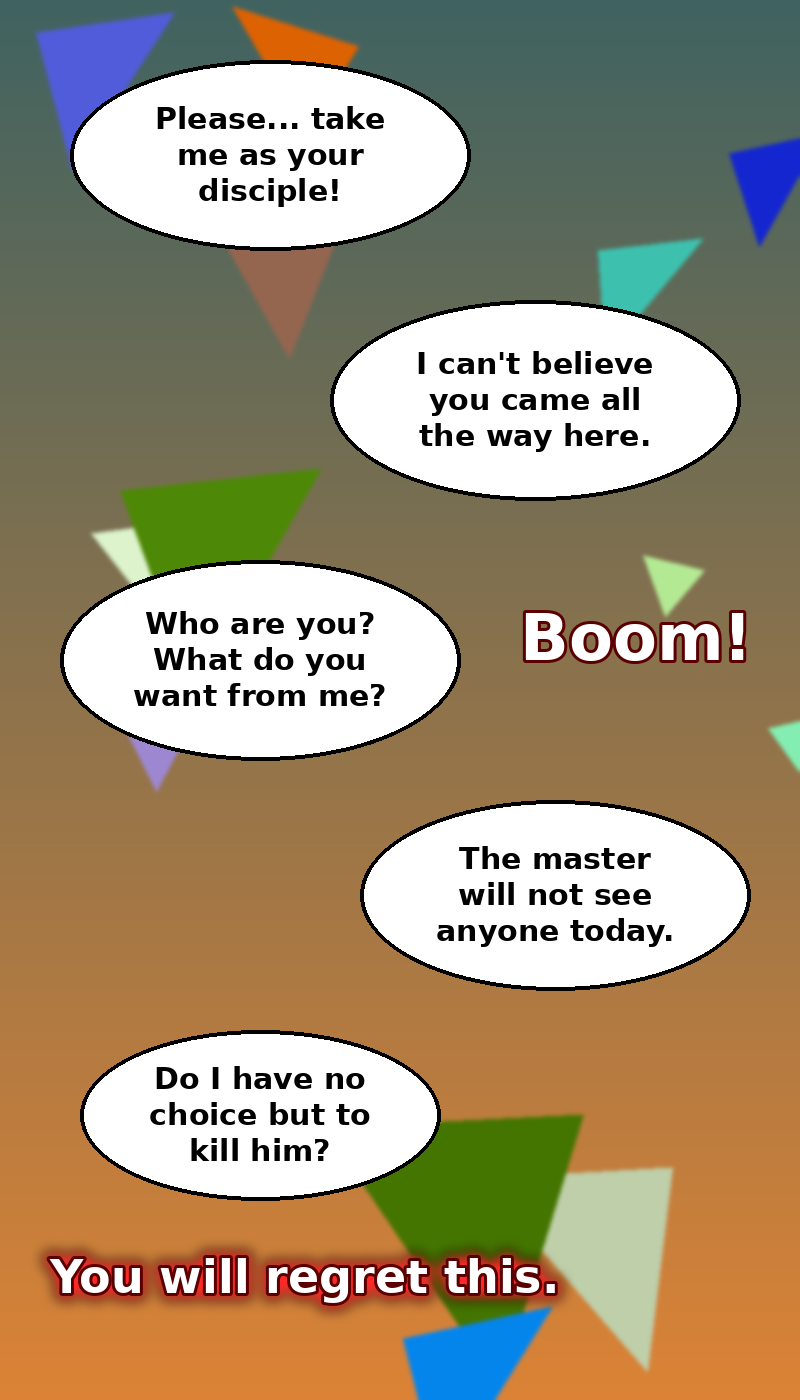 Please... take
me as your
disciple!
I can't believe
you came all
the way here.
Who are you?
What do you
want from me?
Boom!
The master
will not see
anyone today.
Do I have no
choice but to
kill him?
You will regret this.